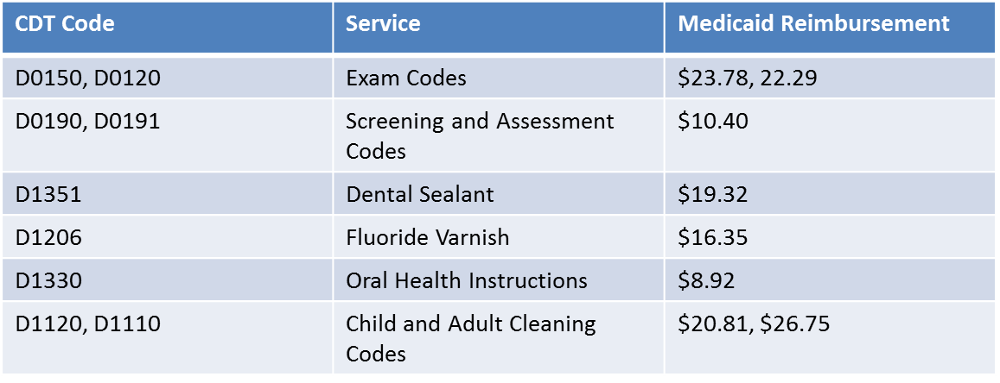 CDT Code Service Medicaid Reimbursement
D0150, D0120 Exam Codes $23.78, 22.29
D0190, D0191 Screening and Assessment $10.40
Codes
D1351 Dental Sealant $19.32
D1206 Fluoride Varnish $16.35
D1330 Oral Health Instructions $8.92
D1120, D1110 Child and Adult Cleaning $20.81, $26.75
Codes